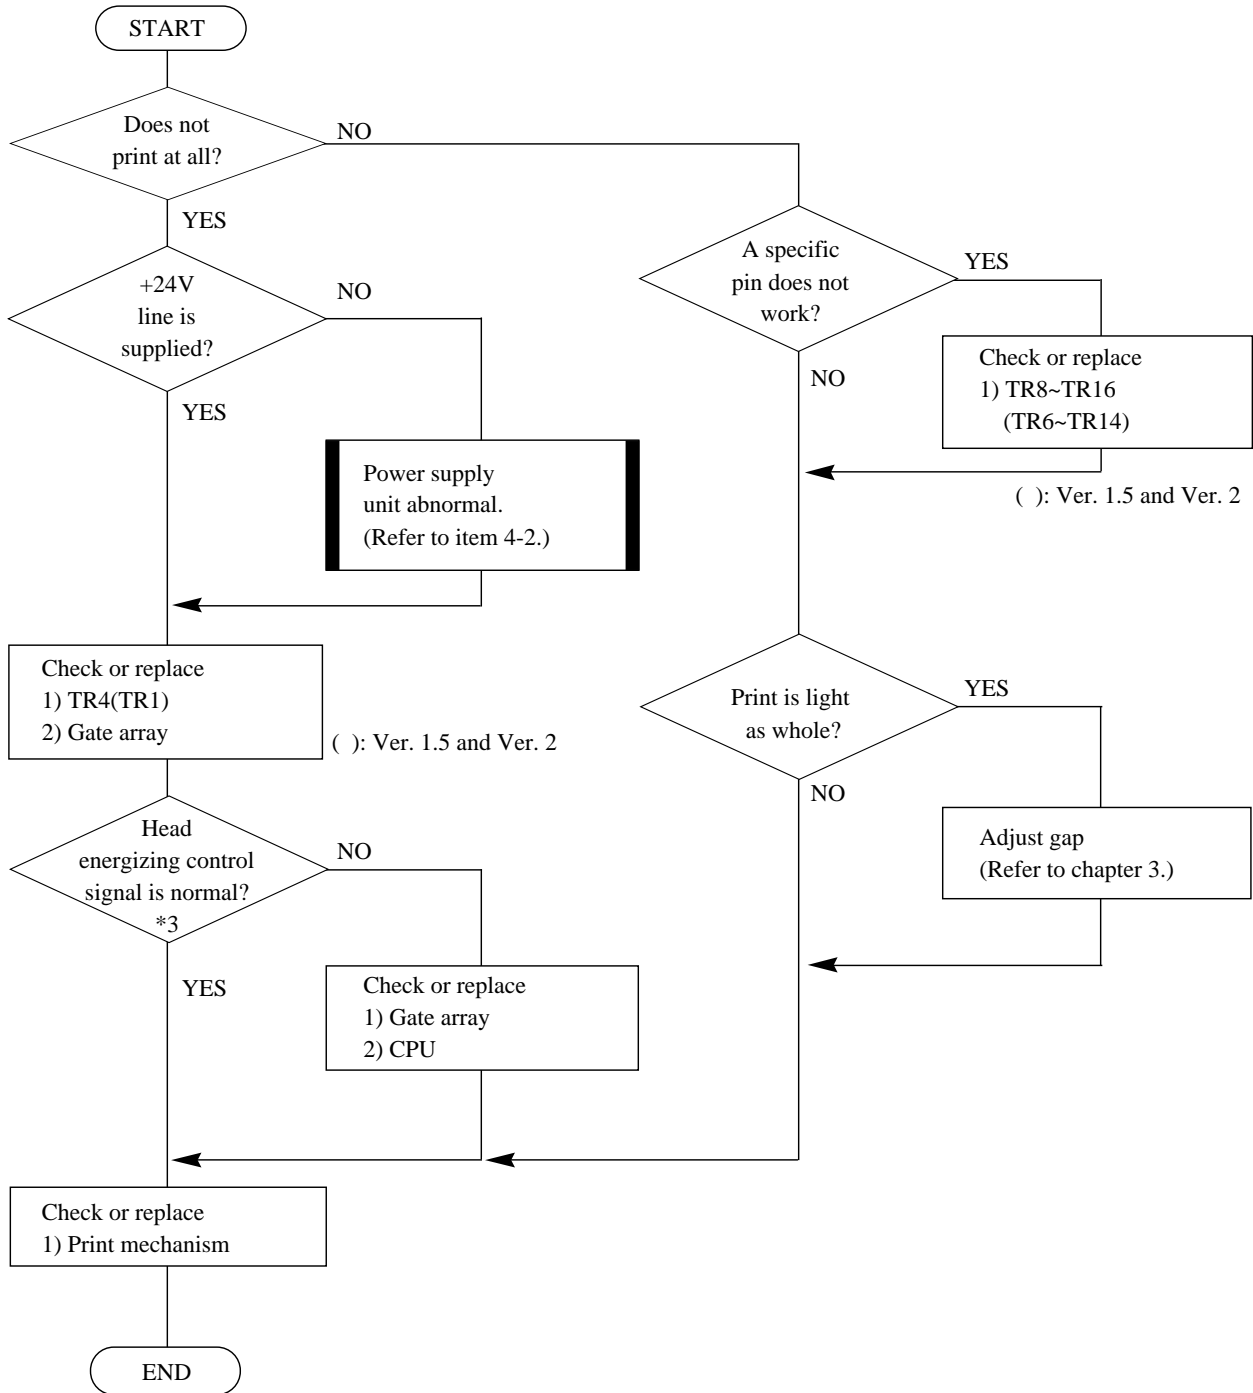 START
Does not
print at all?
NO
YES
+24V
line is
supplied?
NO
YES
Power supply
unit abnormal.
(Refer to item 4-2.)
Check or replace
1) TR4(TR1)
2) Gate array
( ): Ver. 1.5 and Ver. 2
Head
energizing control
signal is normal?
*3
NO
YES
Check or replace
1) Gate array
2) CPU
Check or replace
1) Print mechanism
END
A specific
pin does not
work?
YES
NO
Check or replace
1) TR8~TR16
(TR6~TR14)
( ): Ver. 1.5 and Ver. 2
Print is light
as whole?
YES
NO
Adjust gap
(Refer to chapter 3.)